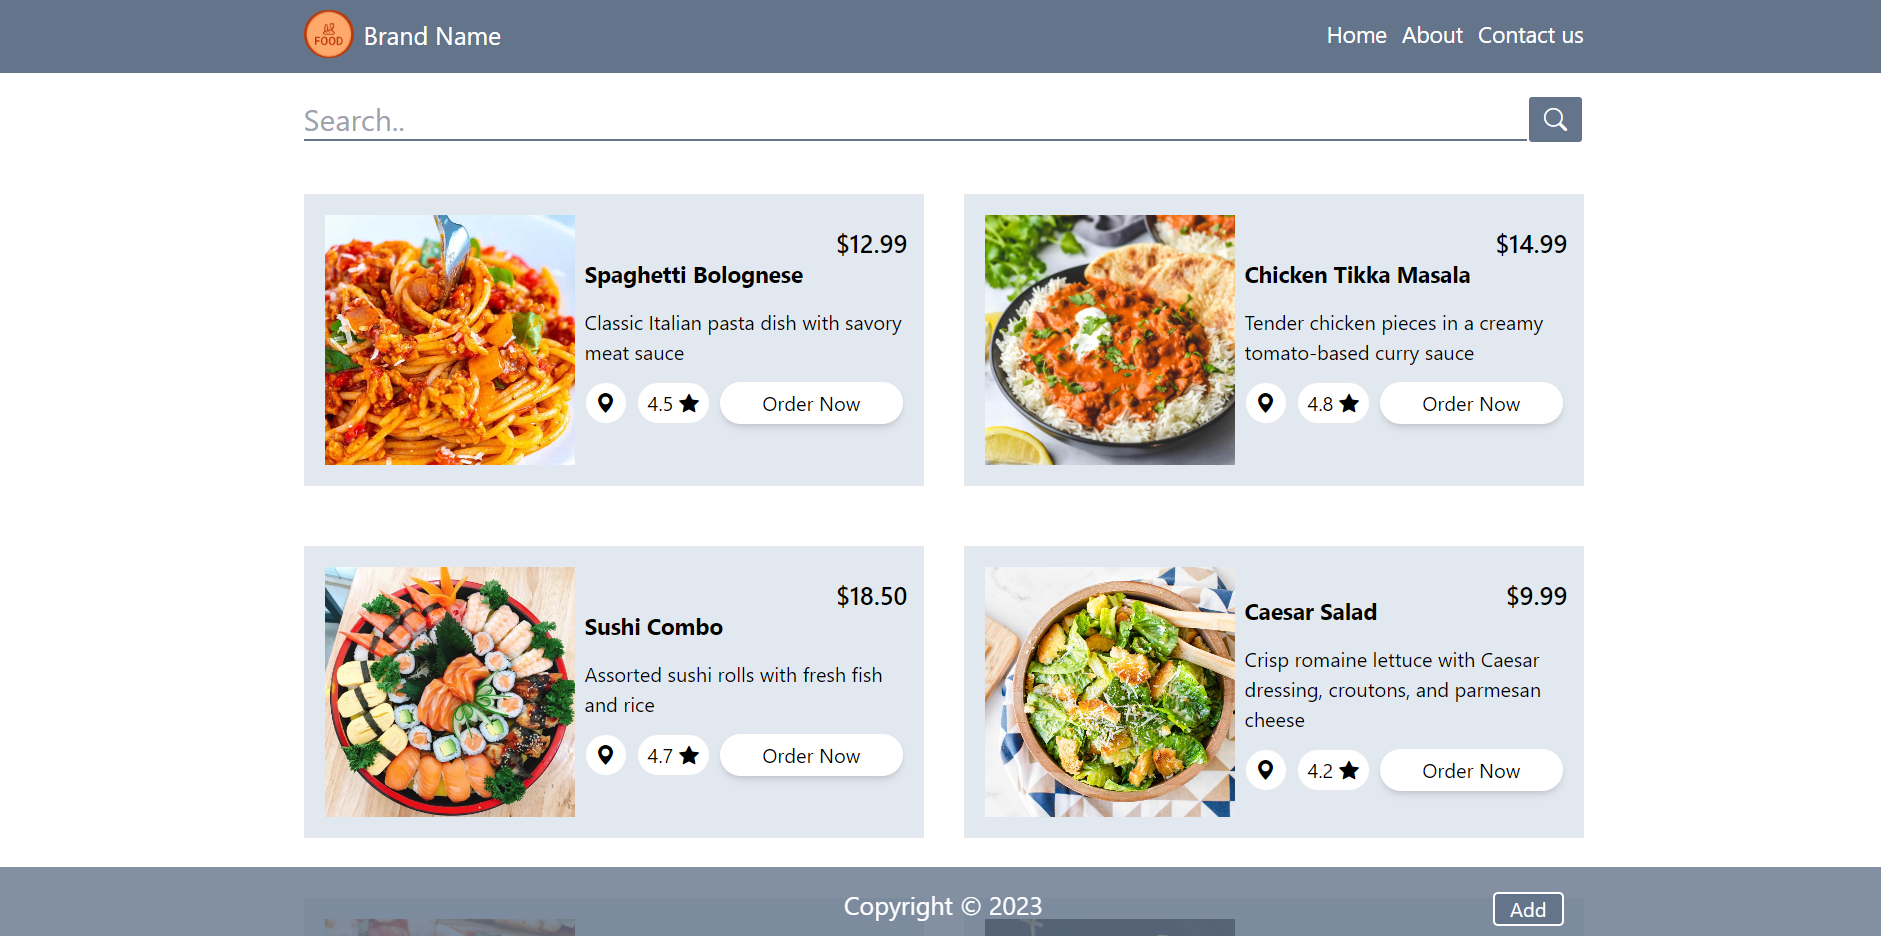 FOOD
Brand Name
Home About Contact us
Search..
$12.99
Spaghetti Bolognese
Classic Italian pasta dish with savory
meat sauce
4.5
Order Now
$14.99
Chicken Tikka Masala
Tender chicken pieces in a creamy
tomato-based curry sauce
4.8
Order Now
$18.50
Sushi Combo
Assorted sushi rolls with fresh fish
and rice
4.7
Order Now
$9.99
Caesar Salad
Crisp romaine lettuce with Caesar
dressing, croutons, and parmesan
cheese
4.2
Order Now
Copyright © 2023
Add